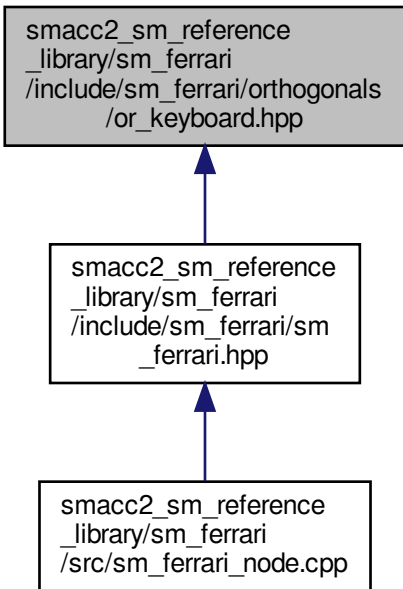 smacc2_sm_reference
_library/sm_ferrari
/include/sm_ferrari/orthogonals
/or_keyboard.hpp
smacc2_sm_reference
_library/sm_ferrari
/include/sm_ferrari/sm
_ferrari.hpp
smacc2_sm_reference
_library/sm_ferrari
/src/sm_ferrari_node.cpp